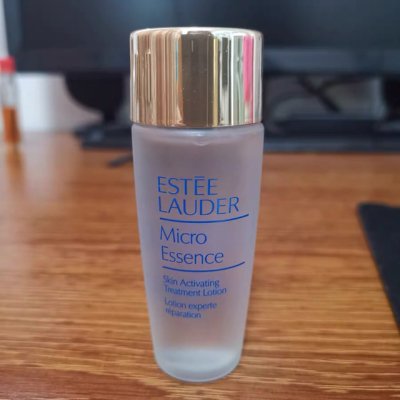 ESTĒE
LAUDER
Micro
Essence
Skin Activating
Treatment Lotion
Lotion experte
réparation